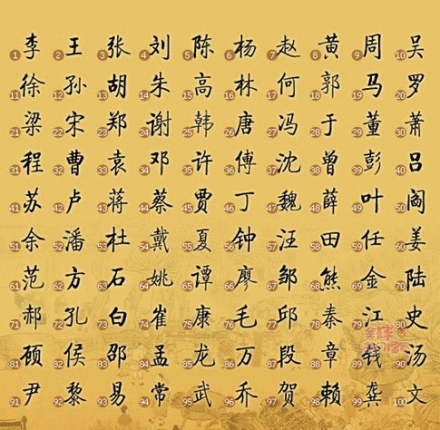 1李 2王 3张 4刘 5陈 6杨 7赵 8黄 9周 10吴
11徐 12孙 13胡 14朱 15高 16林 17何 18郭 19马 20罗
21梁 22宋 23郑 24谢 25韩 26唐 27冯 28于 29董 30萧
31程 32曹 33袁 34邓 35许 36傅 37沈 38曾 39彭 40吕
41苏 42卢 43蒋 44蔡 45贾 46丁 47魏 48薛 49叶 50阎
51余 52潘 53杜 54戴 55夏 56钟 57汪 58田 59任 60姜
61范 62方 63石 64姚 65谭 66廖 67邹 68熊 69金 70陆
71郝 72孔 73白 74崔 75康 76毛 77邱 78秦 79江 80史
81顾 82侯 83邵 84孟 85龙 86万 87段 88章 89钱 90汤
91尹 92黎 93易 94常 95武 96乔 97贺 98赖 99龚 100文